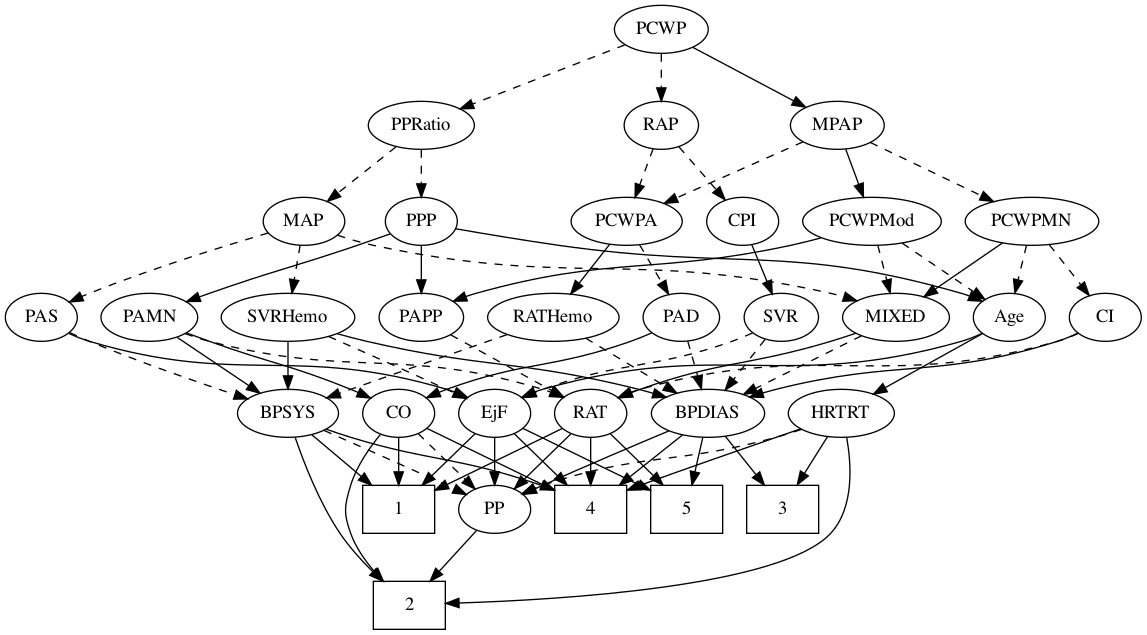 PCWP
PPRatio RAP MPAP
MAP PPP PCWPA CPI PCWPMod PCWPMN
PAS PAMN SVRHemo PAPP RATHemo PAD SVR MIXED Age CI
BPSYS CO EjF RAT BPDIAS HRTRT
1 PP 4 5 3
2